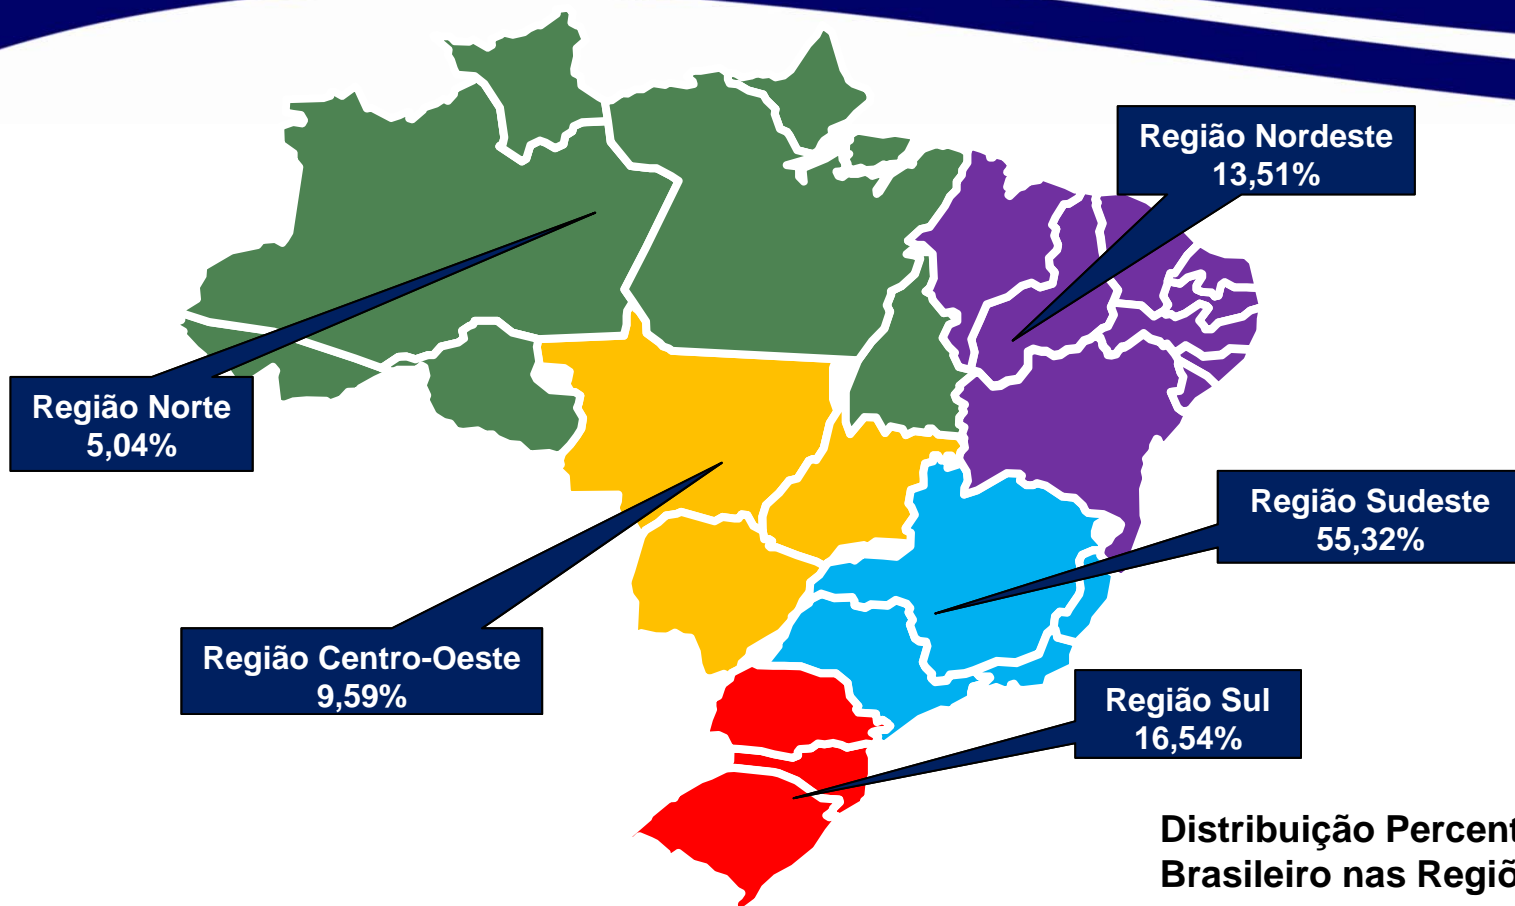 Região Nordeste
13,51%
Região Norte
5,04%
Região Sudeste
55,32%
Região Centro-Oeste
9,59%
Região Sul
16,54%
Distribuição Percent
Brasileiro nas Regiõ